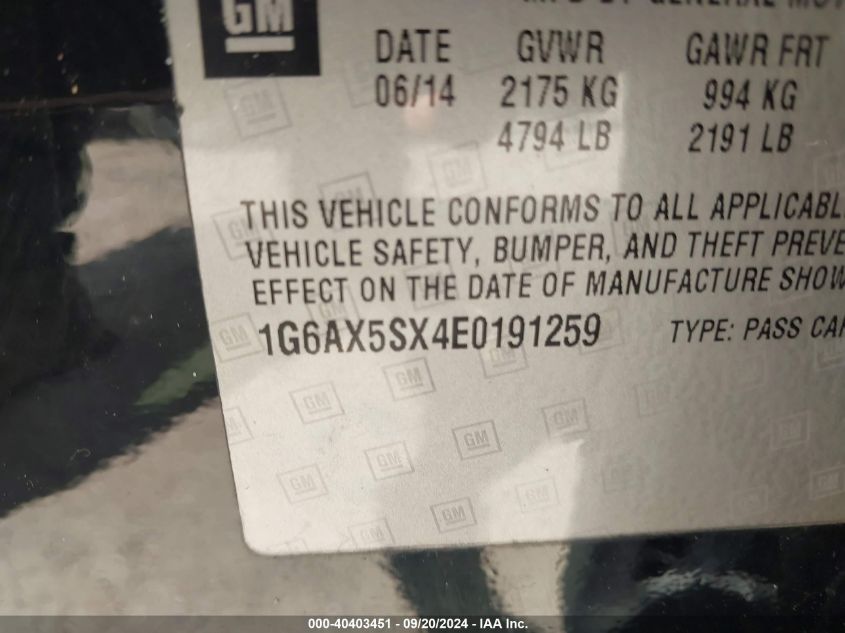 GM
DATE GVWR GAWR FRT
06/14 2175 KG 994 KG
4794 LB 2191 LB
THIS VEHICLE CONFORMS TO ALL APPLICABL
VEHICLE SAFETY, BUMPER, AND THEFT PREVE
EFFECT ON THE DATE OF MANUFACTURE SHOW
1G6AX5SX4E0191259 TYPE: PASS CAR
000-40403451 - 09/20/2024 - IAA Inc.